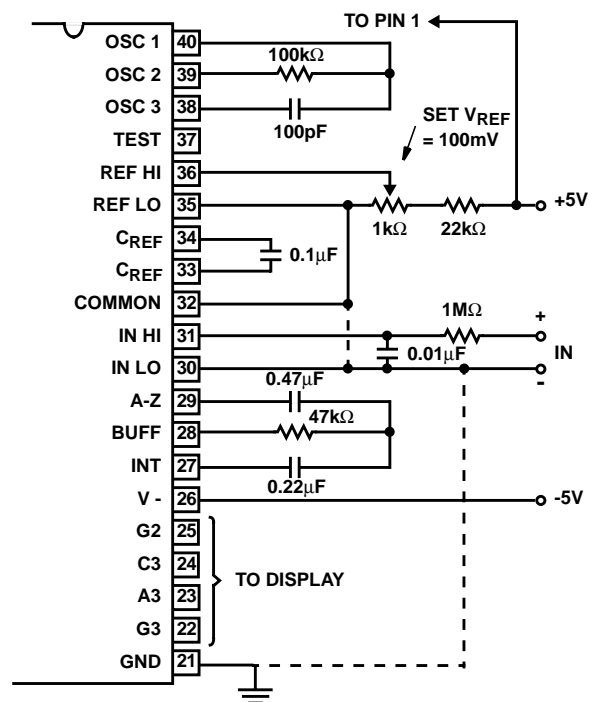 TO PIN 1
OSC 1 40
100kΩ
OSC 2 39
OSC 3 38
100pF
SET VREF
= 100mV
TEST 37
REF HI 36
REF LO 35
1kΩ 22kΩ +5V
CREF 34
0.1μF
CREF 33
COMMON 32
1MΩ
+
IN HI 31
0.01μF IN
IN LO 30
-
0.47μF
A-Z 29
47kΩ
BUFF 28
INT 27
0.22μF
V - 26 -5V
G2 25
C3 24
TO DISPLAY
A3 23
G3 22
GND 21